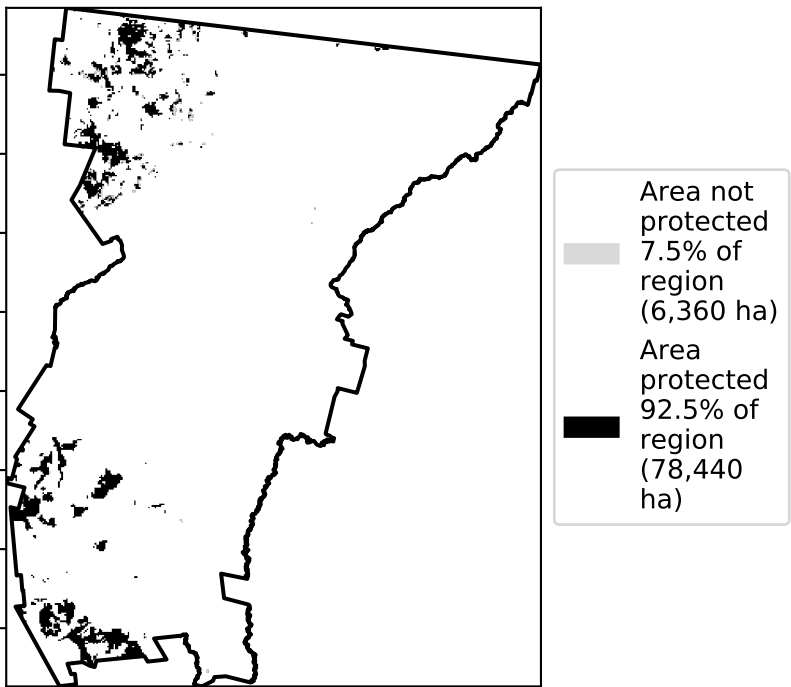 Area not
protected
7.5% of
region
(6,360 ha)
Area
protected
92.5% of
region
(78,440
ha)